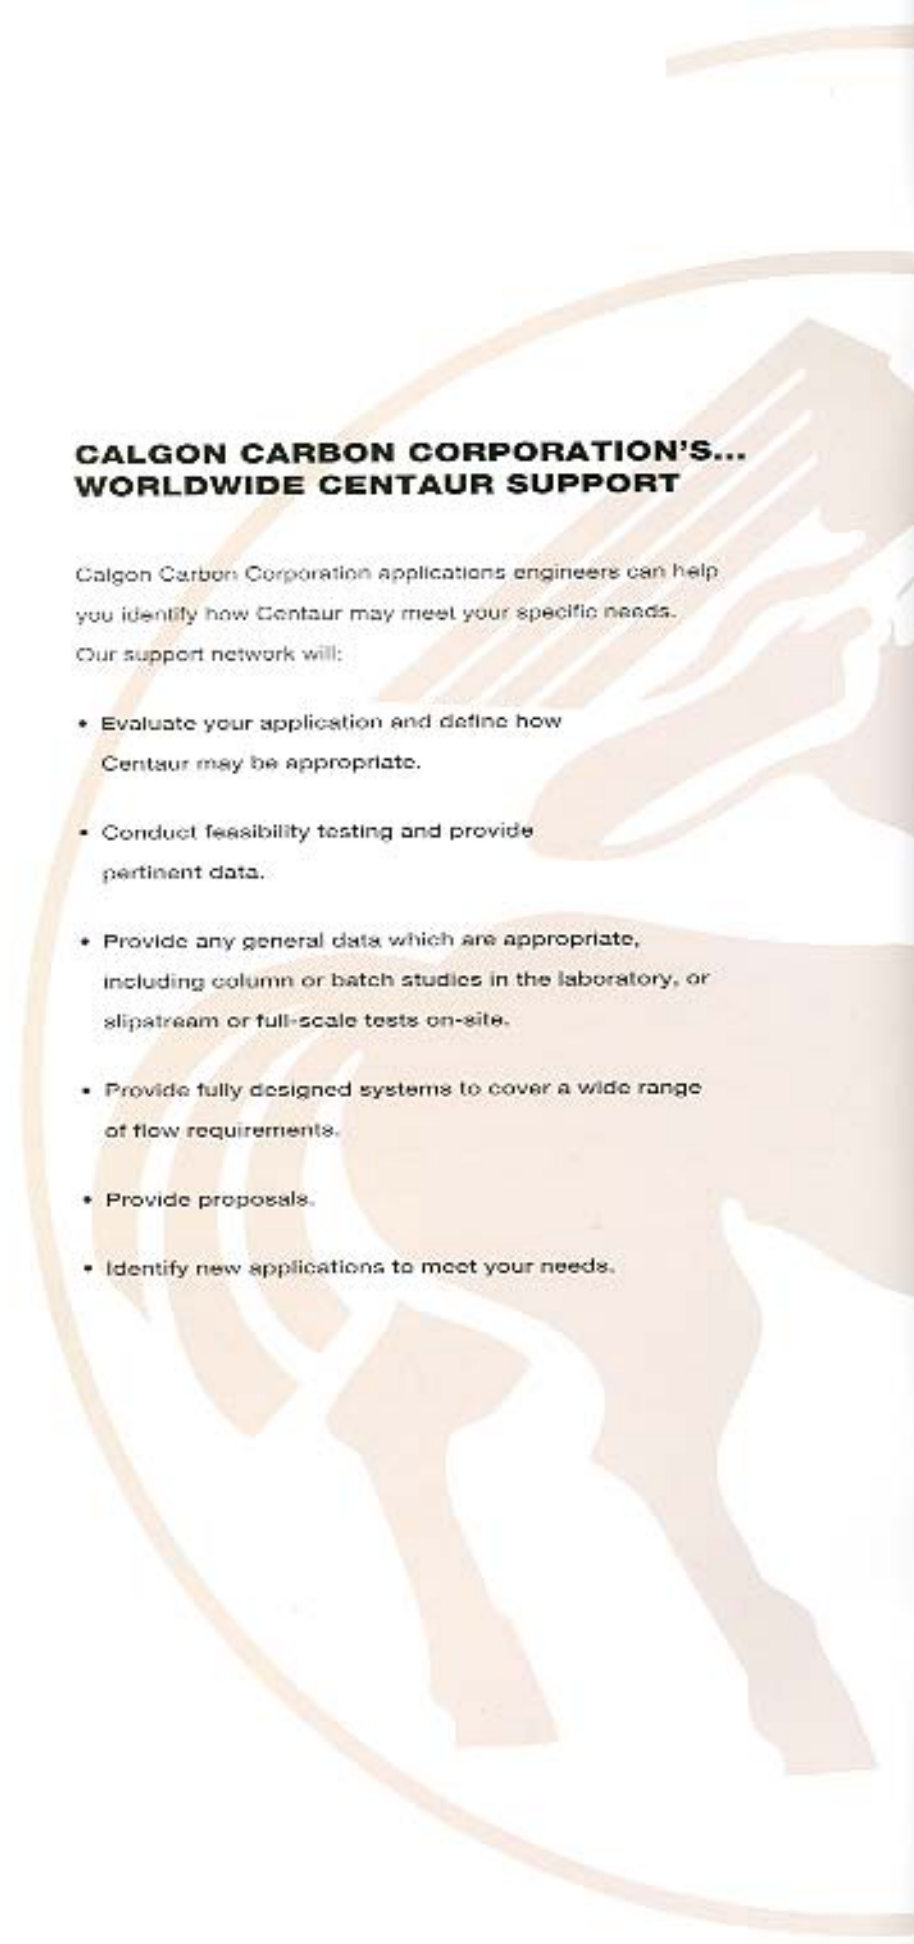 CALGON CARBON CORPORATION'S...
WORLDWIDE CENTAUR SUPPORT
Calgon Carbon Corporation applications engineers can help
you identify how Centaur may meet your specific needs.
Our support network will:
• Evaluate your application and define how
Centaur may be appropriate.
• Conduct feasibility testing and provide
pertinent data.
• Provide any general data which are appropriate,
including column or batch studies in the laboratory, or
slipstream or full-scale tests on-site.
• Provide fully designed systems to cover a wide range
of flow requirements.
• Provide proposals.
• Identify new applications to meet your needs.